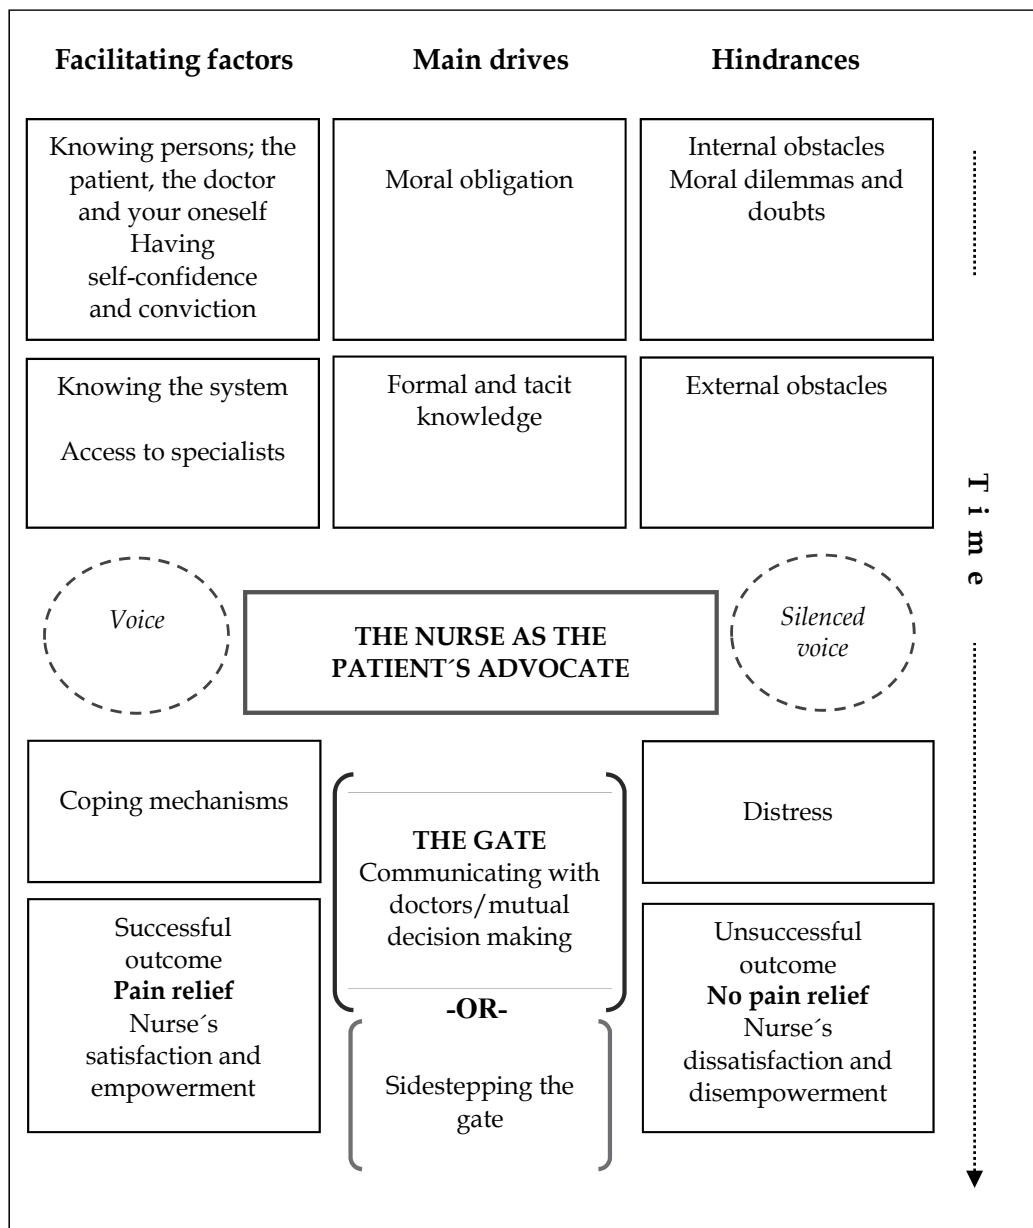 Facilitating factors
Main drives
Hindrances
Knowing persons; the
patient, the doctor
and your oneself
Having
self-confidence
and conviction
Moral obligation
Internal obstacles
Moral dilemmas and
doubts
Knowing the system
Access to specialists
Formal and tacit
knowledge
External obstacles
Time
Voice
THE NURSE AS THE
PATIENT´S ADVOCATE
Silenced
voice
Coping mechanisms
THE GATE
Communicating with
doctors/mutual
decision making
Distress
Successful
outcome
Pain relief
Nurse´s
satisfaction and
empowerment
-OR-
Sidestepping the
gate
Unsuccessful
outcome
No pain relief
Nurse´s
dissatisfaction and
disempowerment